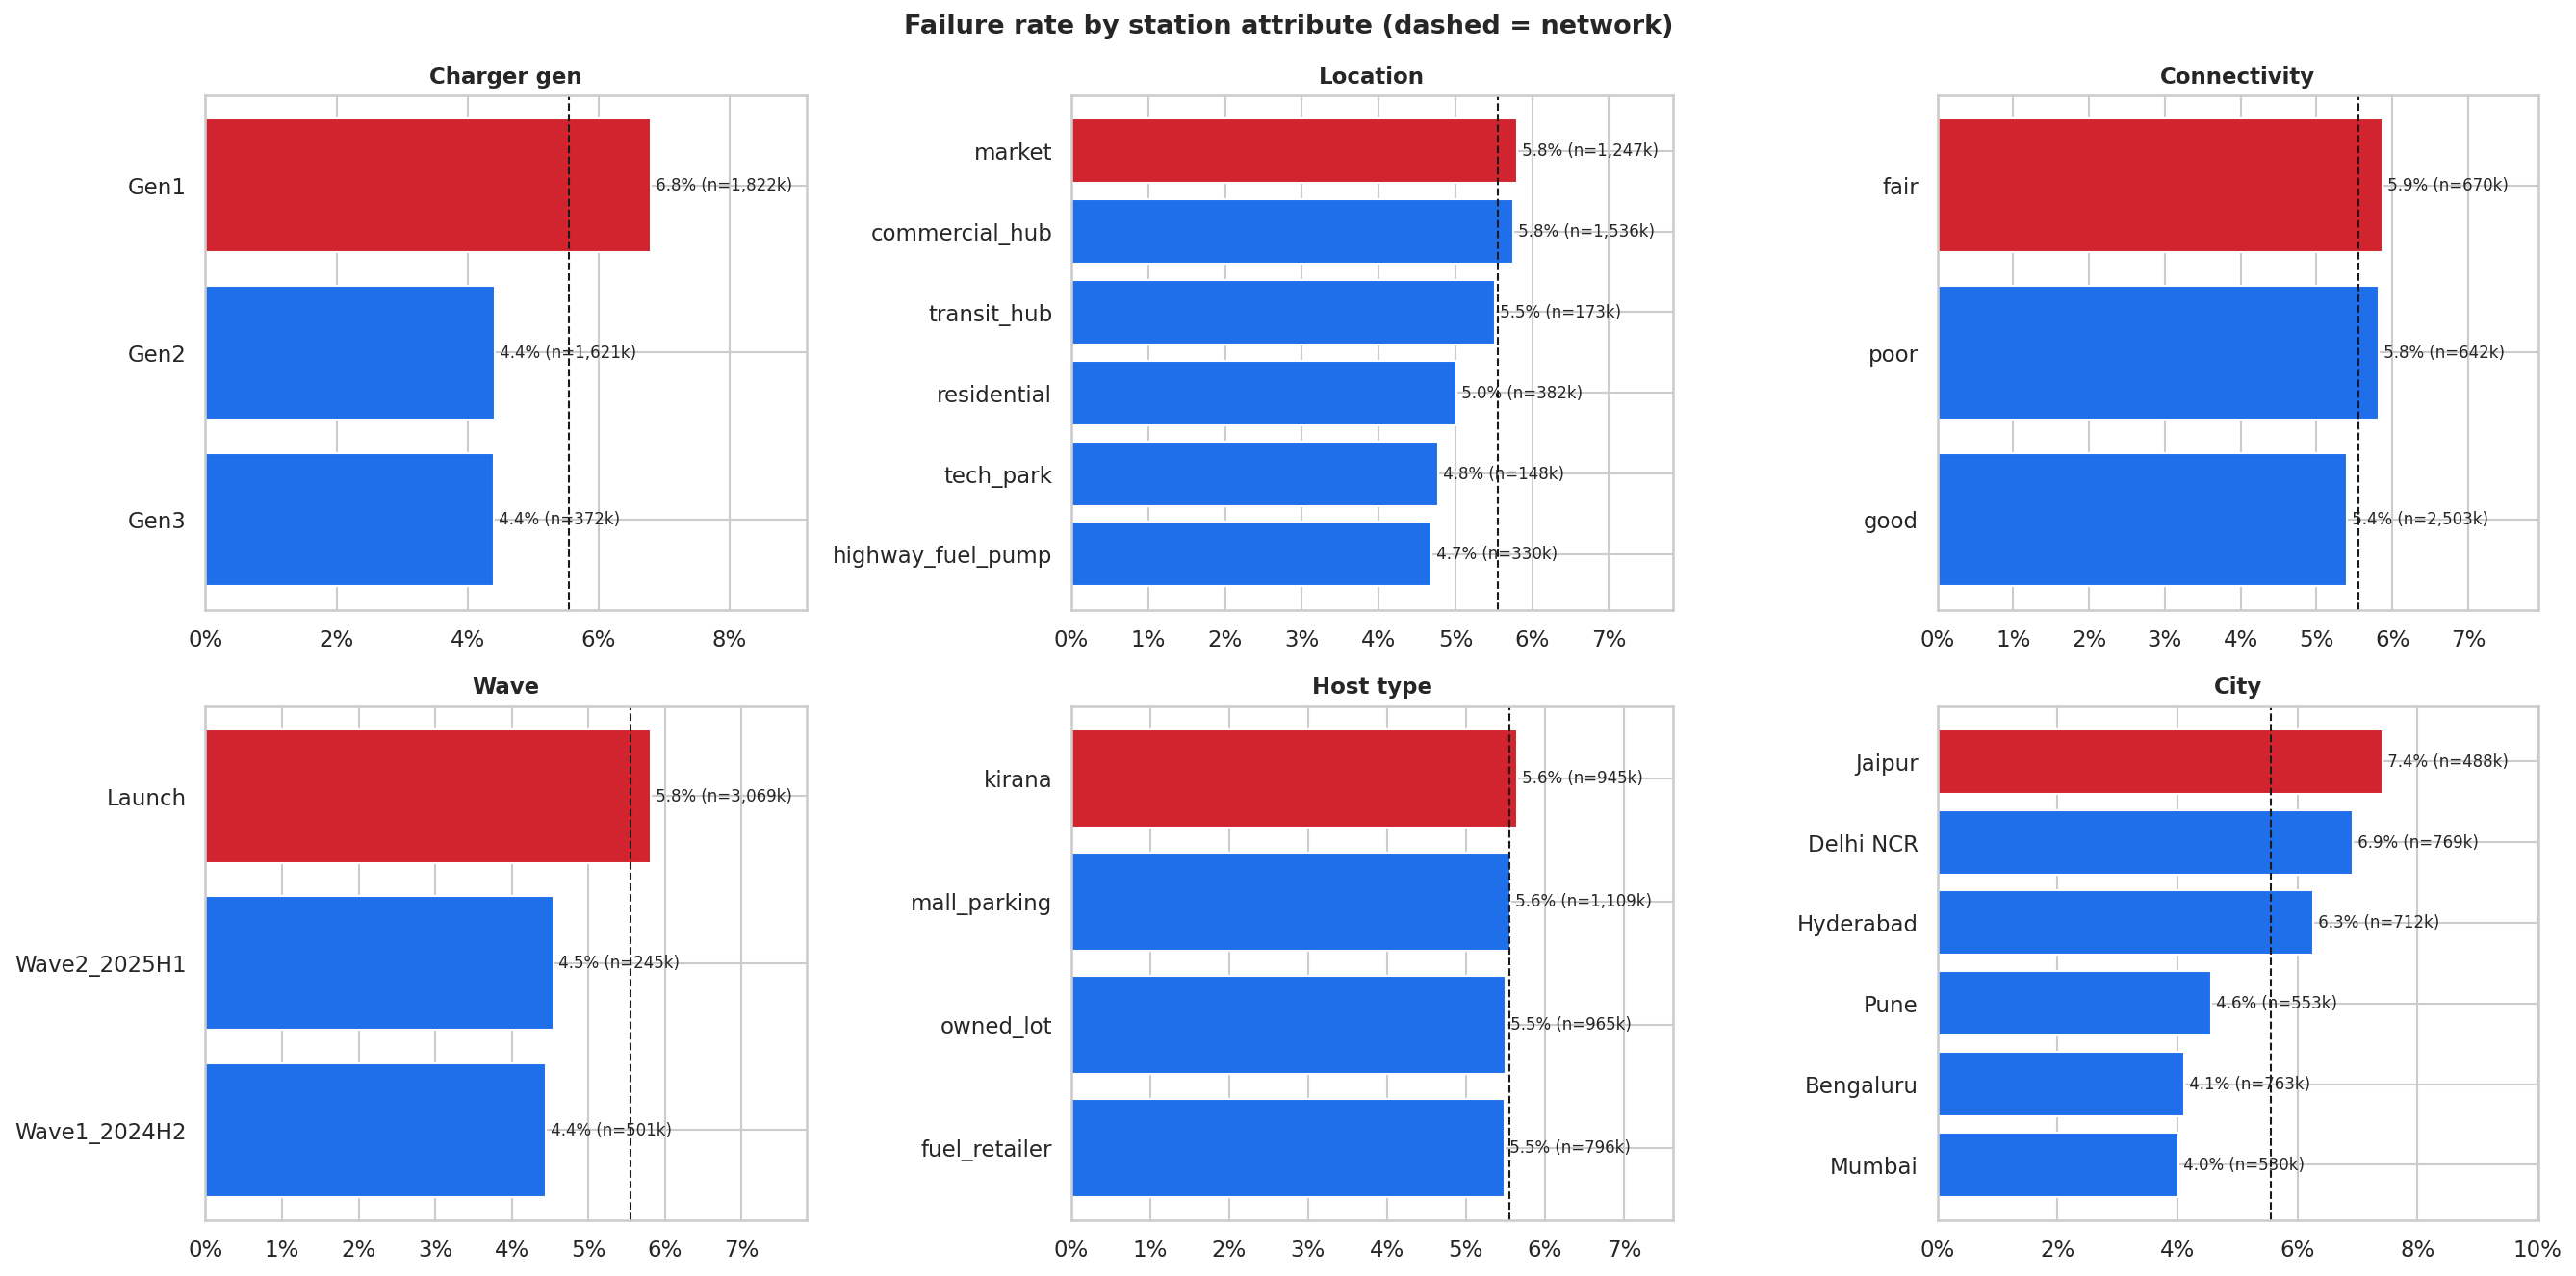 Failure rate by station attribute (dashed = network)
Charger gen
Gen1
6.8% (n=1,822k)
Gen2
4.4% (n=1,621k)
Gen3
4.4% (n=372k)
0% 2% 4% 6% 8%
Location
market
5.8% (n=1,247k)
commercial_hub
5.8% (n=1,536k)
transit_hub
5.5% (n=173k)
residential
5.0% (n=382k)
tech_park
4.8% (n=148k)
highway_fuel_pump
4.7% (n=330k)
0% 1% 2% 3% 4% 5% 6% 7%
Connectivity
fair
5.9% (n=670k)
poor
5.8% (n=642k)
good
5.4% (n=2,503k)
0% 1% 2% 3% 4% 5% 6% 7%
Wave
Launch
5.8% (n=3,069k)
Wave2_2025H1
4.5% (n=245k)
Wave1_2024H2
4.4% (n=501k)
0% 1% 2% 3% 4% 5% 6% 7%
Host type
kirana
5.6% (n=945k)
mall_parking
5.6% (n=1,109k)
owned_lot
5.5% (n=965k)
fuel_retailer
5.5% (n=796k)
0% 1% 2% 3% 4% 5% 6% 7%
City
Jaipur
7.4% (n=488k)
Delhi NCR
6.9% (n=769k)
Hyderabad
6.3% (n=712k)
Pune
4.6% (n=553k)
Bengaluru
4.1% (n=763k)
Mumbai
4.0% (n=530k)
0% 2% 4% 6% 8% 10%